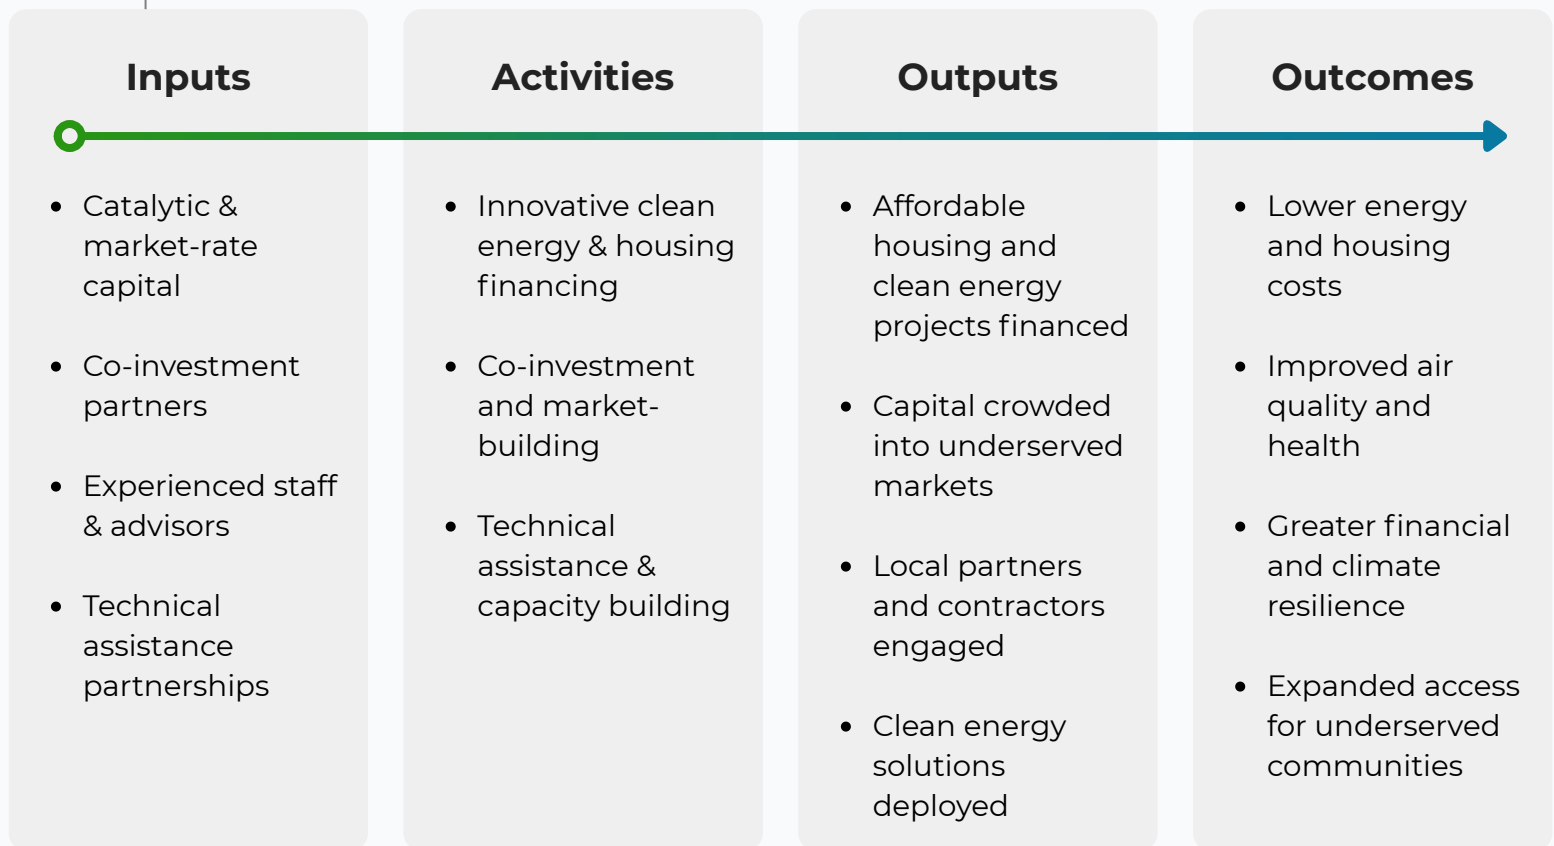 Inputs
Catalytic &
market-rate
capital
Co-investment
partners
Experienced staff
& advisors
Technical
assistance
partnerships
Activities
Innovative clean
energy & housing
financing
Co-investment
and market-
building
Technical
assistance &
capacity building
Outputs
Affordable
housing and
clean energy
projects financed
Capital crowded
into underserved
markets
Local partners
and contractors
engaged
Clean energy
solutions
deployed
Outcomes
Lower energy
and housing
costs
Improved air
quality and
health
Greater financial
and climate
resilience
Expanded access
for underserved
communities